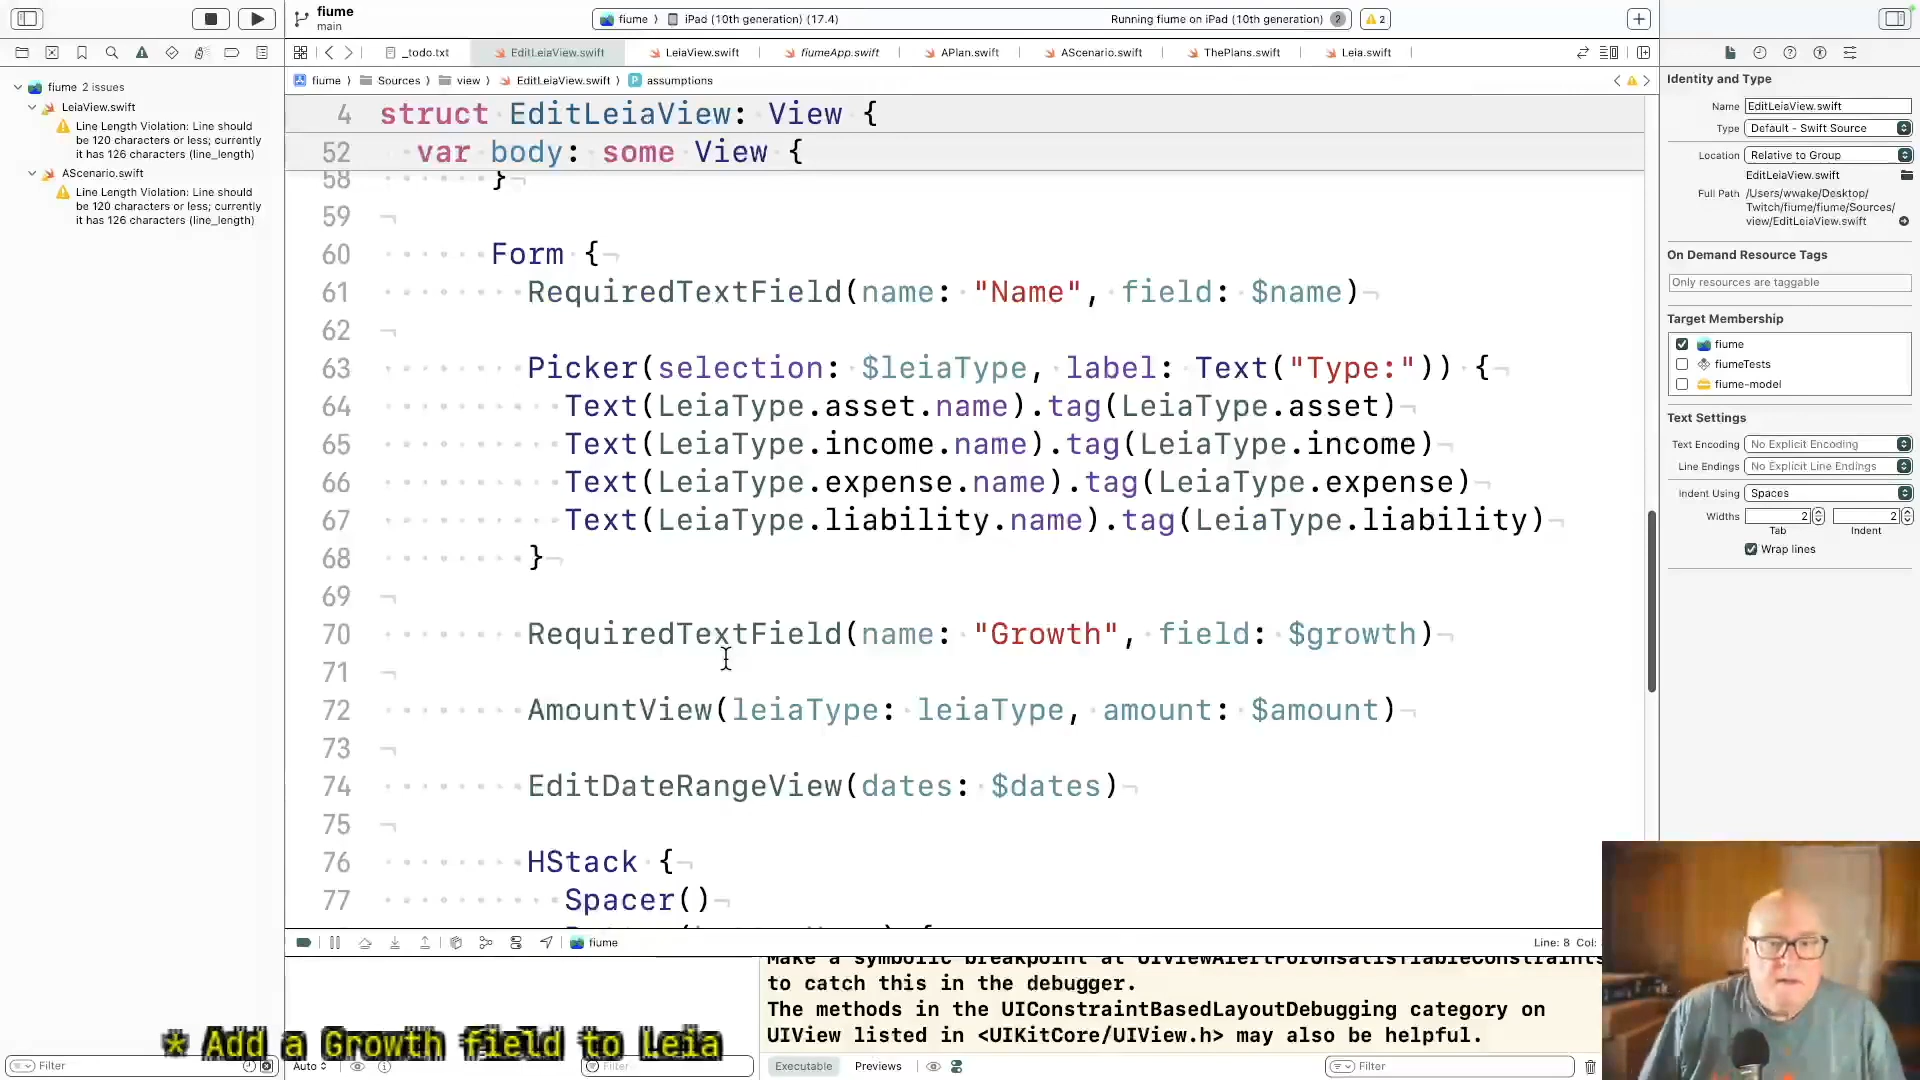 fiume
main
fiume
iPad (10th generation) (17.4)
Running fiume on iPad (10th generation)
2
2
_todo.txt
EditLeiaView.swift
LeiaView.swift
fiumeApp.swift
APlan.swift
AScenario.swift
ThePlans.swift
Leia.swift
fiume
Sources
view
EditLeiaView.swift
assumptions
fiume 2 issues
LeiaView.swift
Line Length Violation: Line should
be 120 characters or less; currently
it has 126 characters (line_length)
AScenario.swift
Line Length Violation: Line should
be 120 characters or less; currently
it has 126 characters (line_length)
4 struct EditLeiaView: View {
52 var body: some View {
58 }
59
60 Form {
61 RequiredTextField(name: "Name", field: $name)
62
63 Picker(selection: $leiaType, label: Text("Type:")) {
64 Text(LeiaType.asset.name).tag(LeiaType.asset)
65 Text(LeiaType.income.name).tag(LeiaType.income)
66 Text(LeiaType.expense.name).tag(LeiaType.expense)
67 Text(LeiaType.liability.name).tag(LeiaType.liability)
68 }
69
70 RequiredTextField(name: "Growth", field: $growth)
71
72 AmountView(leiaType: leiaType, amount: $amount)
73
74 EditDateRangeView(dates: $dates)
75
76 HStack {
77 Spacer()
fiume
Line: 8 Col:
Make a symbolic breakpoint at UIViewAlertForUnsatisfiableConstraints
to catch this in the debugger.
The methods in the UIConstraintBasedLayoutDebugging category on
UIView listed in <UIKitCore/UIView.h> may also be helpful.
* Add a Growth field to Leia
Filter
Auto
Filter
Executable
Previews
Filter
Identity and Type
Name EditLeiaView.swift
Type Default - Swift Source
Location Relative to Group
EditLeiaView.swift
Full Path /Users/wwake/Desktop/
Twitch/fiume/fiume/Sources/
view/EditLeiaView.swift
On Demand Resource Tags
Only resources are taggable
Target Membership
fiume
fiumeTests
fiume-model
Text Settings
Text Encoding No Explicit Encoding
Line Endings No Explicit Line Endings
Indent Using Spaces
Widths 2 2
Tab Indent
Wrap lines